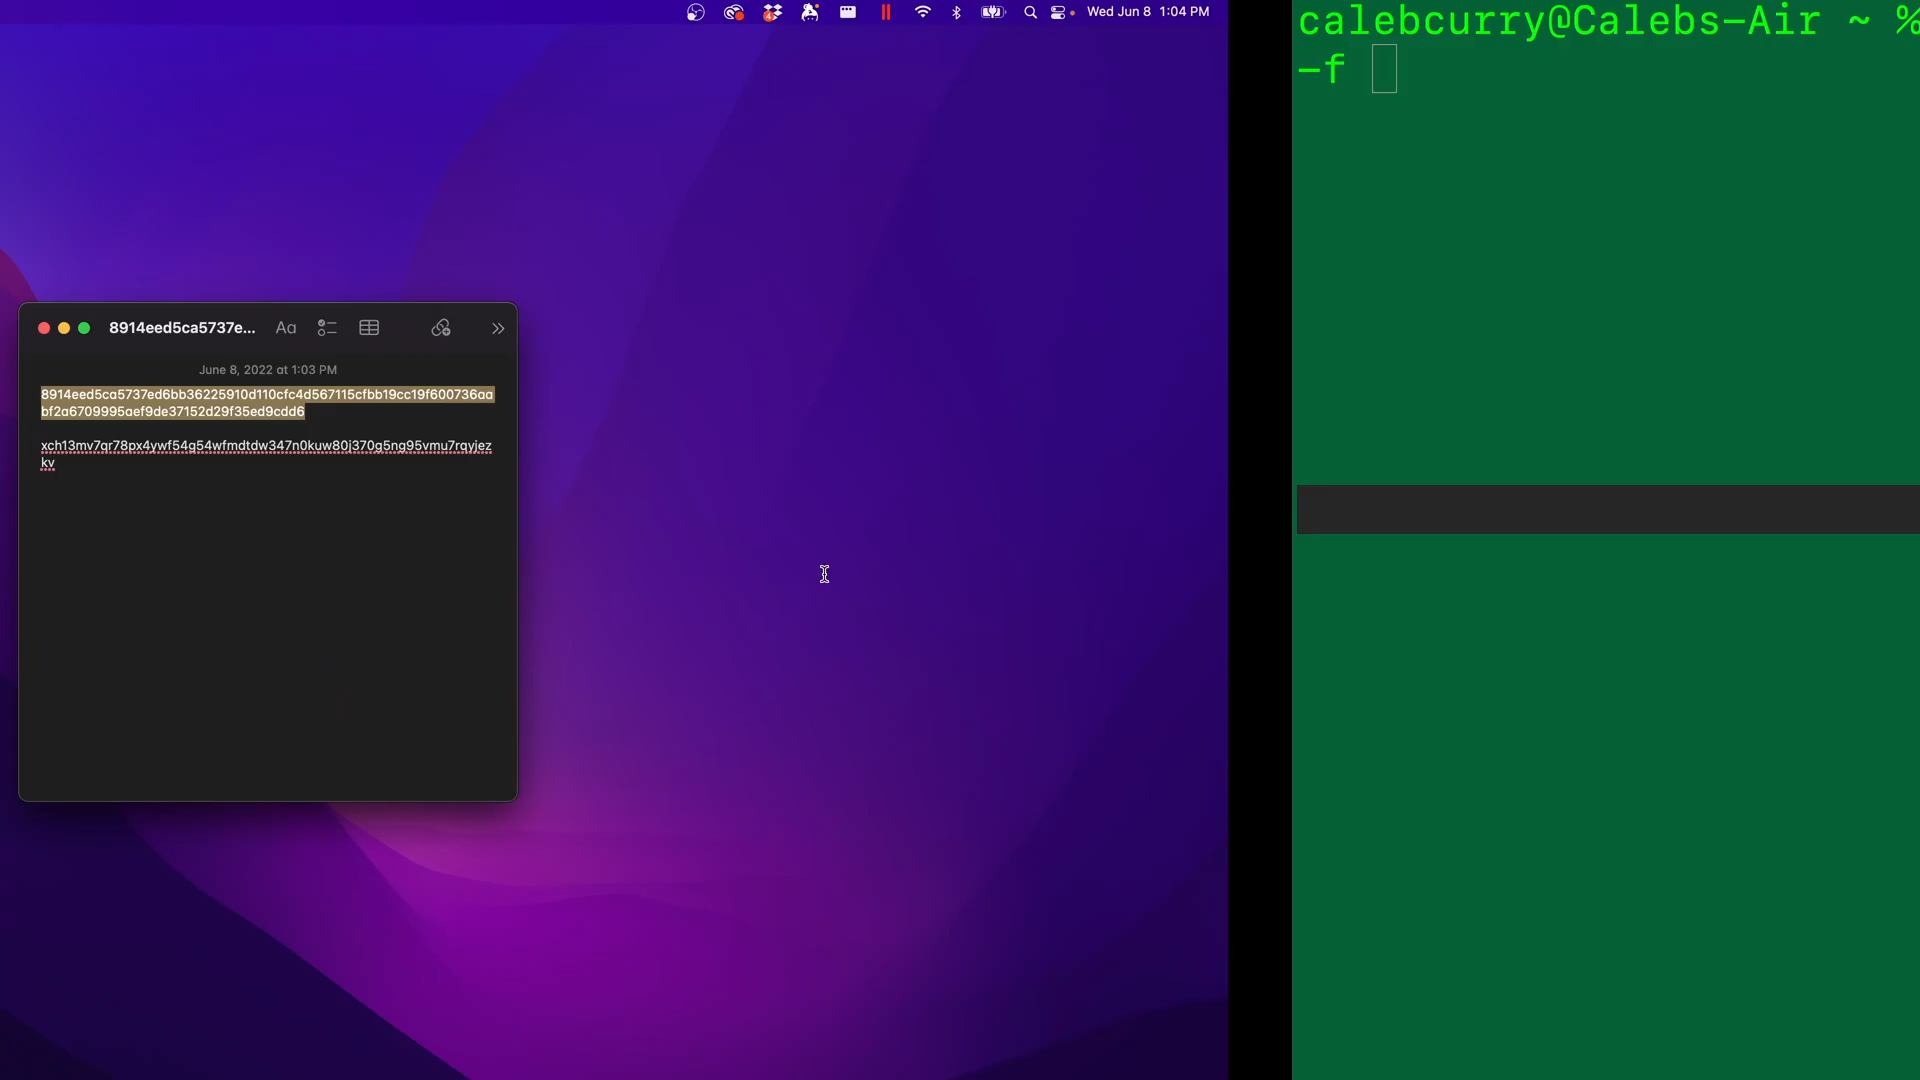 Wed Jun 8 1:04 PM
8914eed5ca5737e...
Aa
June 8, 2022 at 1:03 PM
8914eed5ca5737ed6bb36225910d110cfc4d567115cfbb19cc19f600736aa
bf2a6709995aef9de37152d29f35ed9cdd6
xch13mv7qr78px4ywf54g54wfmdtdw347n0kuw80j370g5ng95vmu7rqyjez
kv
calebcurry@Calebs-Air ~ %
-f